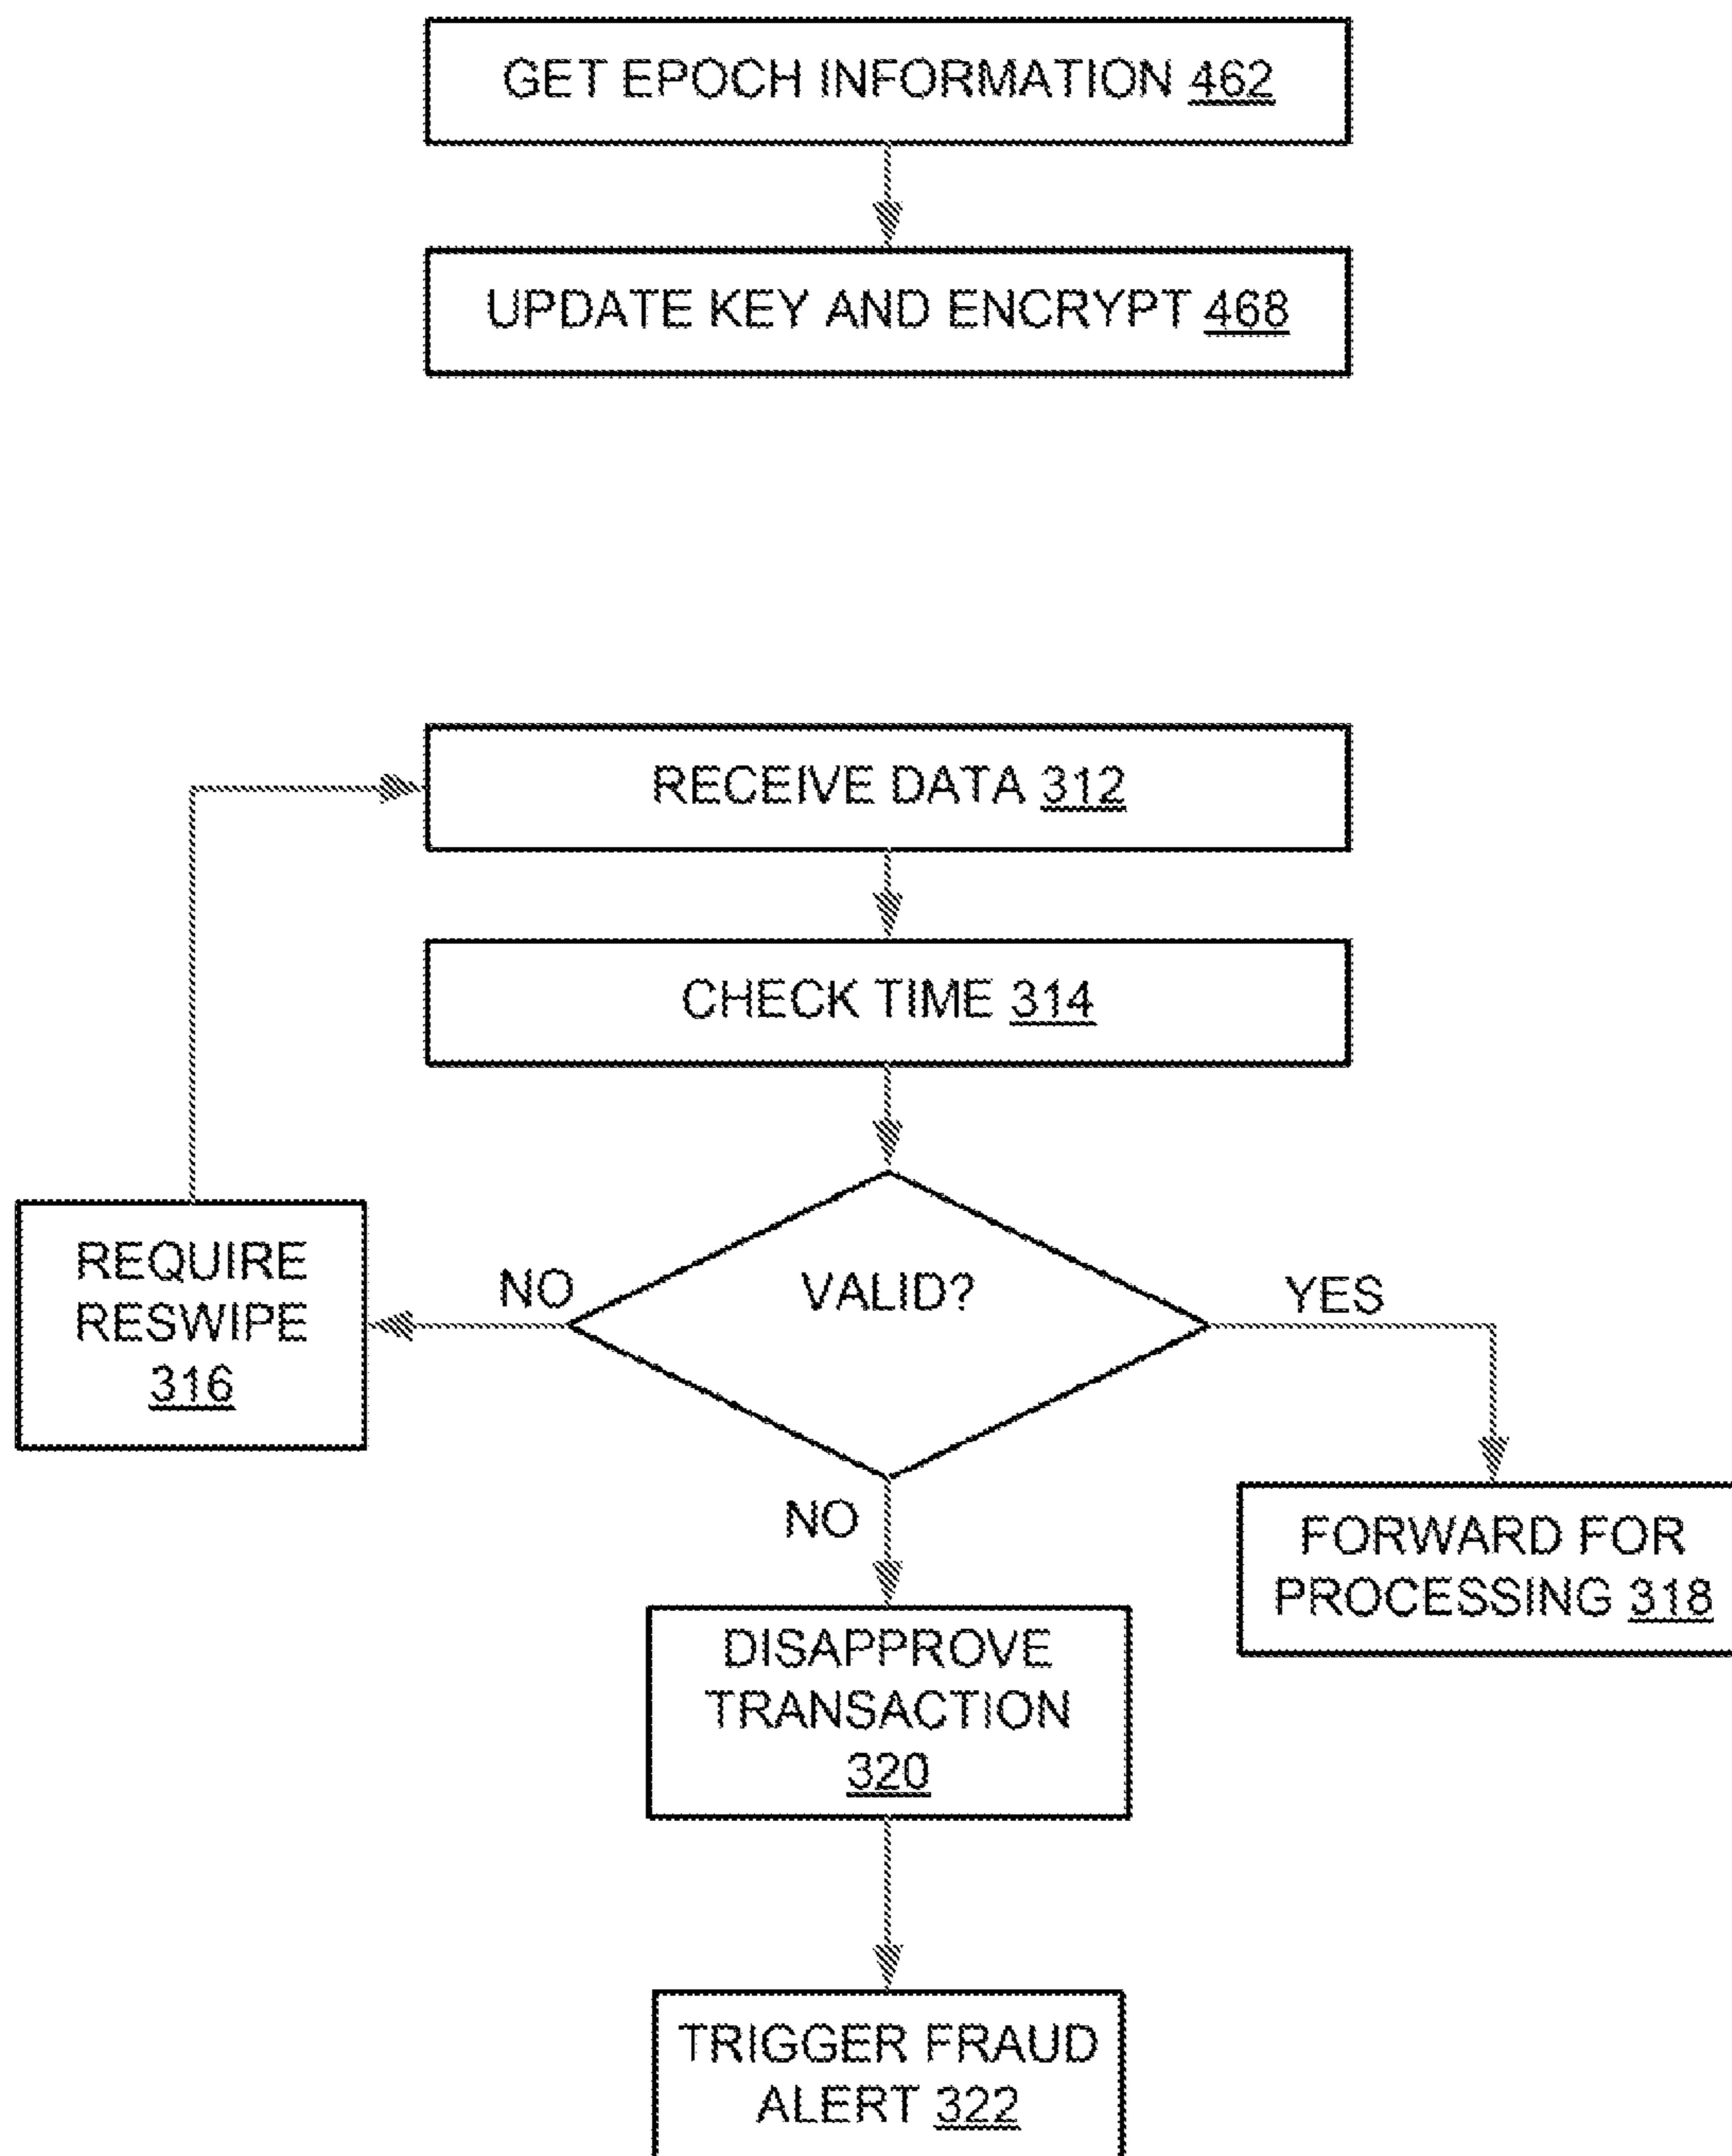 GET EPOCH INFORMATION 462
UPDATE KEY AND ENCRYPT 468
RECEIVE DATA 312
CHECK TIME 314
VALID?
NO
YES
REQUIRE
RESWIPE
316
NO
FORWARD FOR
PROCESSING 318
DISAPPROVE
TRANSACTION
320
TRIGGER FRAUD
ALERT 322